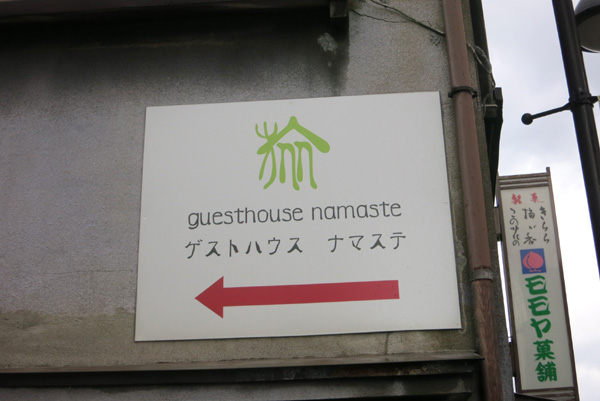 guesthouse namaste
ゲストハウス ナマステ
モモヤ菓舗